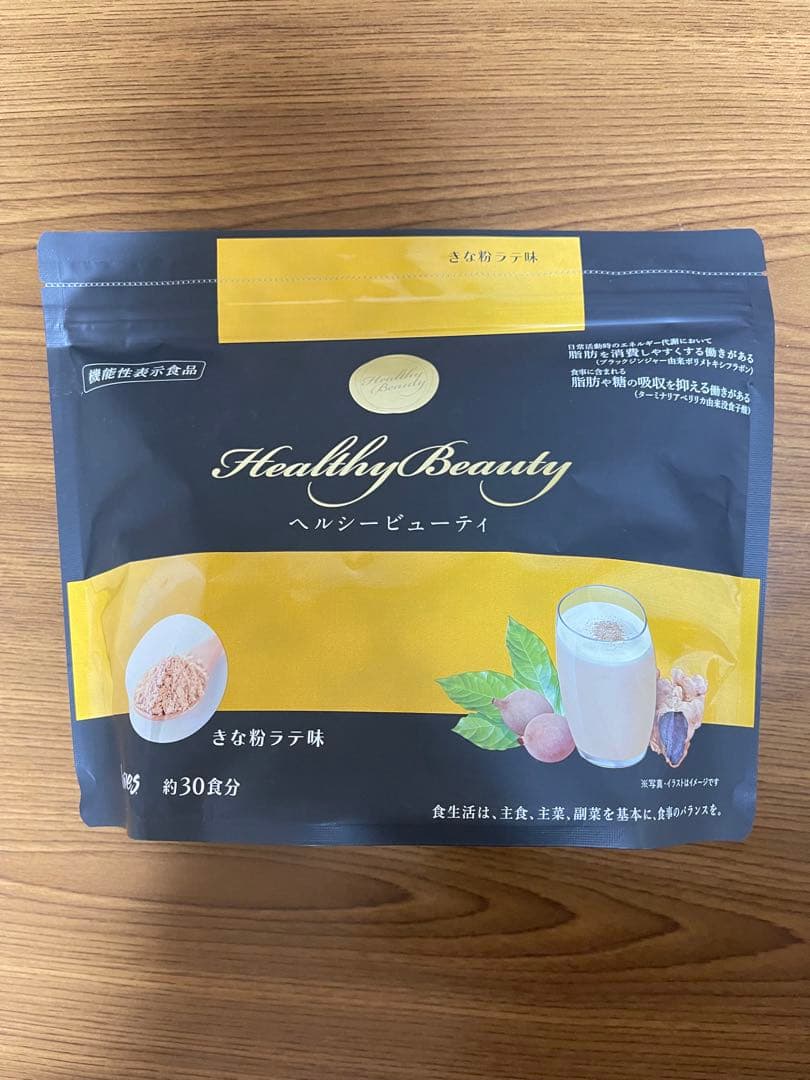 きな粉ラテ味
機能性表示食品
日常活動時のエネルギー代謝において
脂肪を消費しやすくする働きがある
(ブラックジンジャー由来ポリメトキシフラボン)
食事に含まれる
脂肪や糖の吸収を抑える働きがある
(ターミナリアベリリカ由来没食子酸)
Healthy
Beauty
Healthy Beauty
ヘルシービューティ
きな粉ラテ味
約30食分
※写真・イラストはイメージです
食生活は、主食、主菜、副菜を基本に、食事のバランスを。